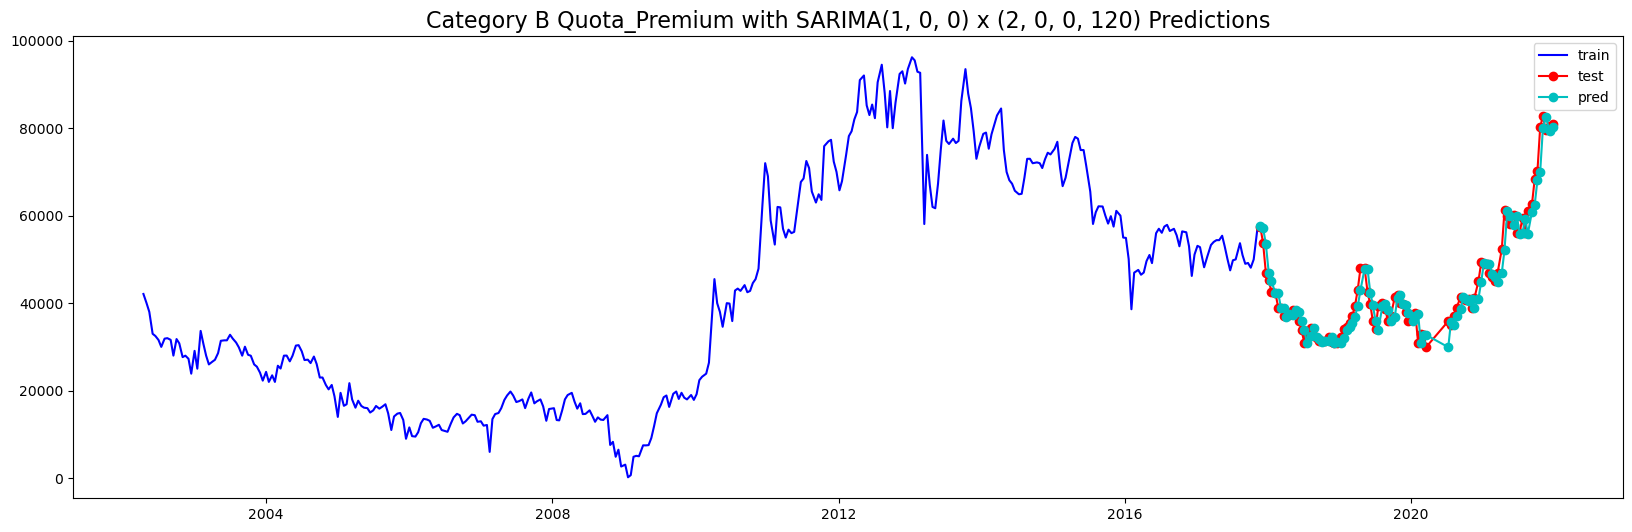 Category B Quota_Premium with SARIMA(1, 0, 0) x (2, 0, 0, 120) Predictions
100000
80000
60000
40000
20000
0
train
test
pred
2004
2008
2012
2016
2020